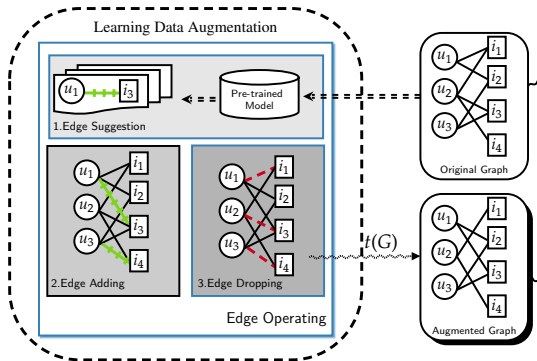 Learning Data Augmentation
u1 i3
Pre-trained
Model
1.Edge Suggestion
u1 i1
u2 i2
u3 i3
i4
2.Edge Adding
u1 i1
u2 i2
u3 i3
i4
3.Edge Dropping
Edge Operating
t(G)
u1 i1
u2 i2
u3 i3
i4
Original Graph
u1 i1
u2 i2
u3 i3
i4
Augmented Graph